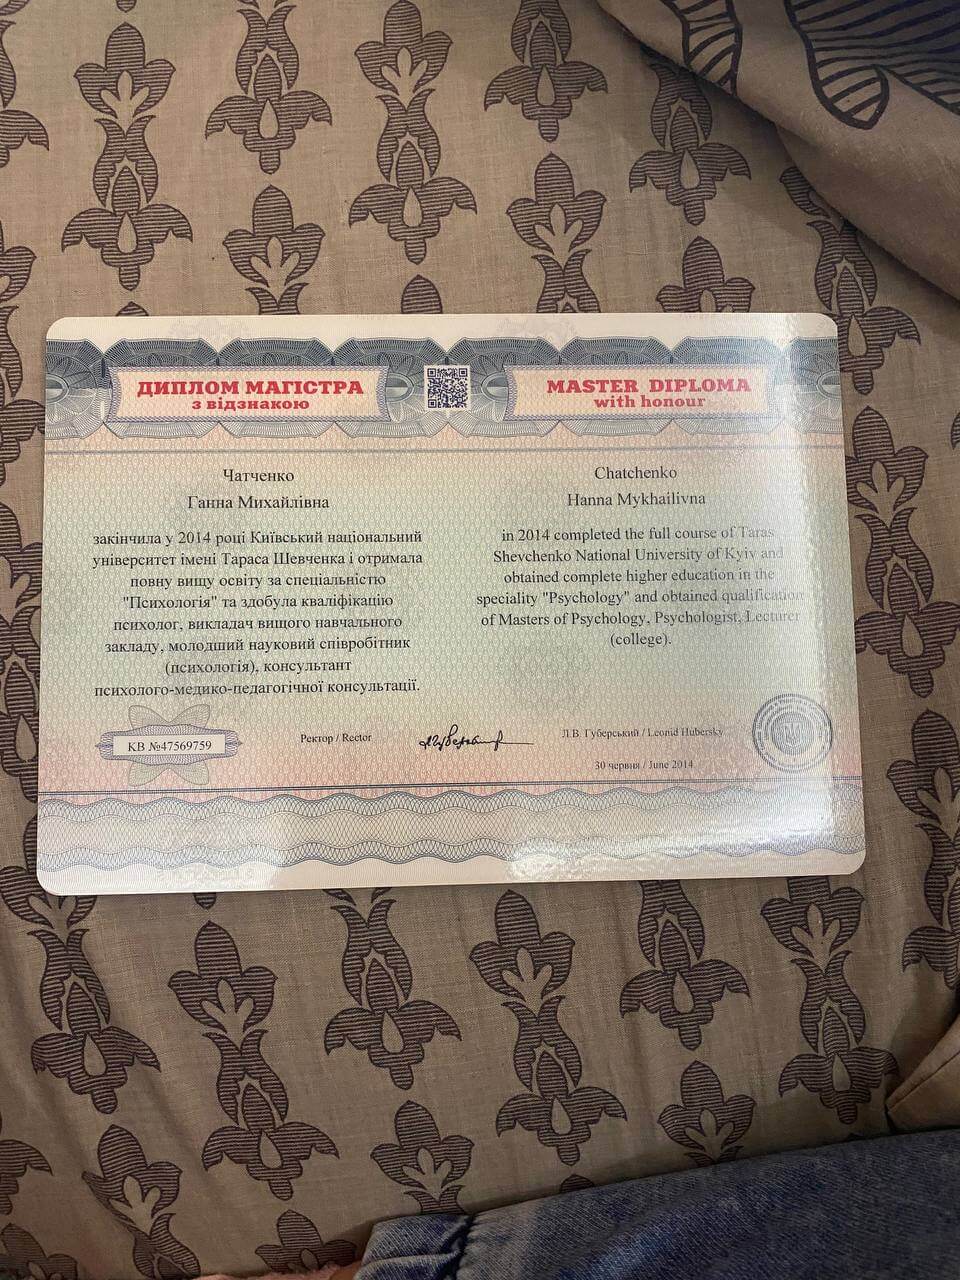 ДИПЛОМ МАГІСТРА
з відзнакою
Чатченко
Ганна Михайлівна
закінчила у 2014 році Київський національний
університет імені Тараса Шевченка і отримала
повну вищу освіту за спеціальністю
"Психологія" та здобула кваліфікацію
психолог, викладач вищого навчального
закладу, молодший науковий співробітник
(психологія), консультант
психолого-медико-педагогічної консультації.
MASTER DIPLOMA
with honour
Chatchenko
Hanna Mykhailivna
in 2014 completed the full course of Taras
Shevchenko National University of Kyiv and
obtained complete higher education in the
speciality "Psychology" and obtained qualification
of Masters of Psychology, Psychologist, Lecturer
(college).
КВ №47569759
Ректор / Rector
Л.В. Губерський / Leonid Hubersky
30 червня / June 2014